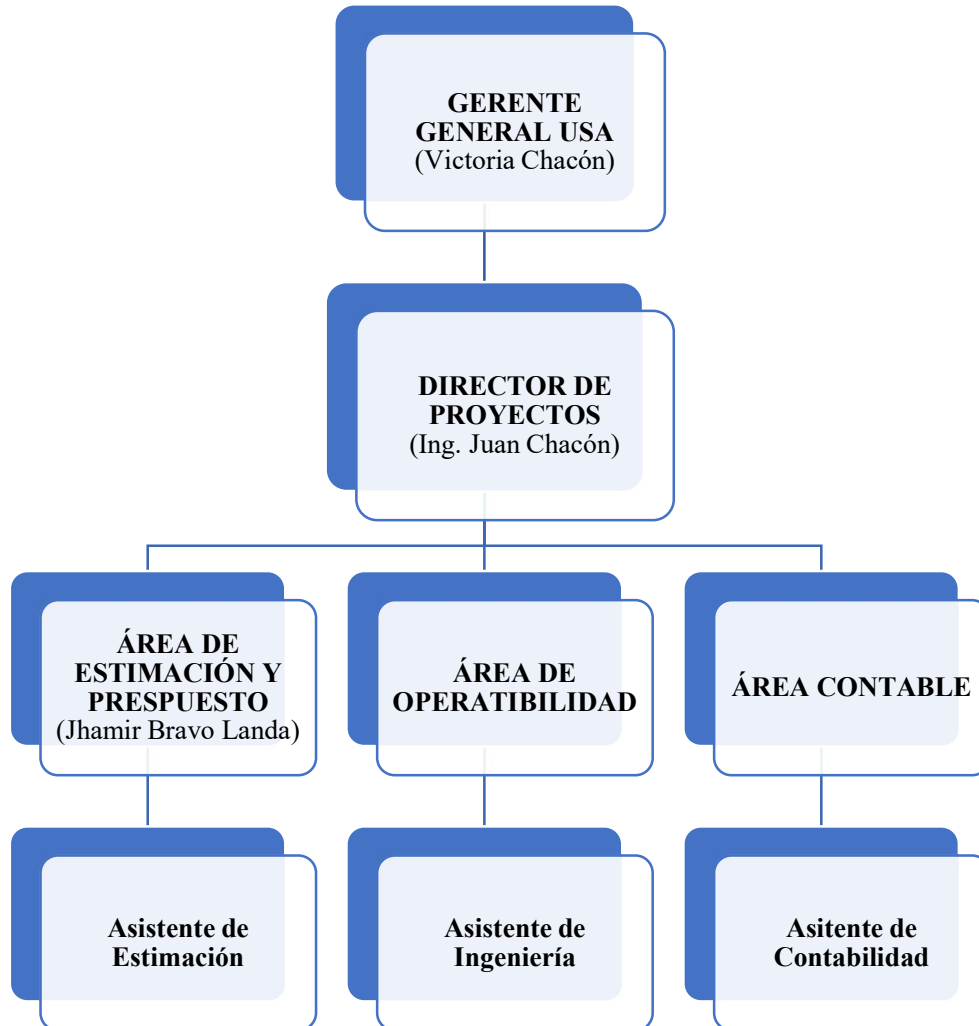 GERENTE
GENERAL USA
(Victoria Chacón)
DIRECTOR DE
PROYECTOS
(Ing. Juan Chacón)
ÁREA DE
ESTIMACIÓN Y
PRESPUESTO
(Jhamir Bravo Landa)
ÁREA DE
OPERATIBILIDAD
ÁREA CONTABLE
Asistente de
Estimación
Asistente de
Ingeniería
Asitente de
Contabilidad